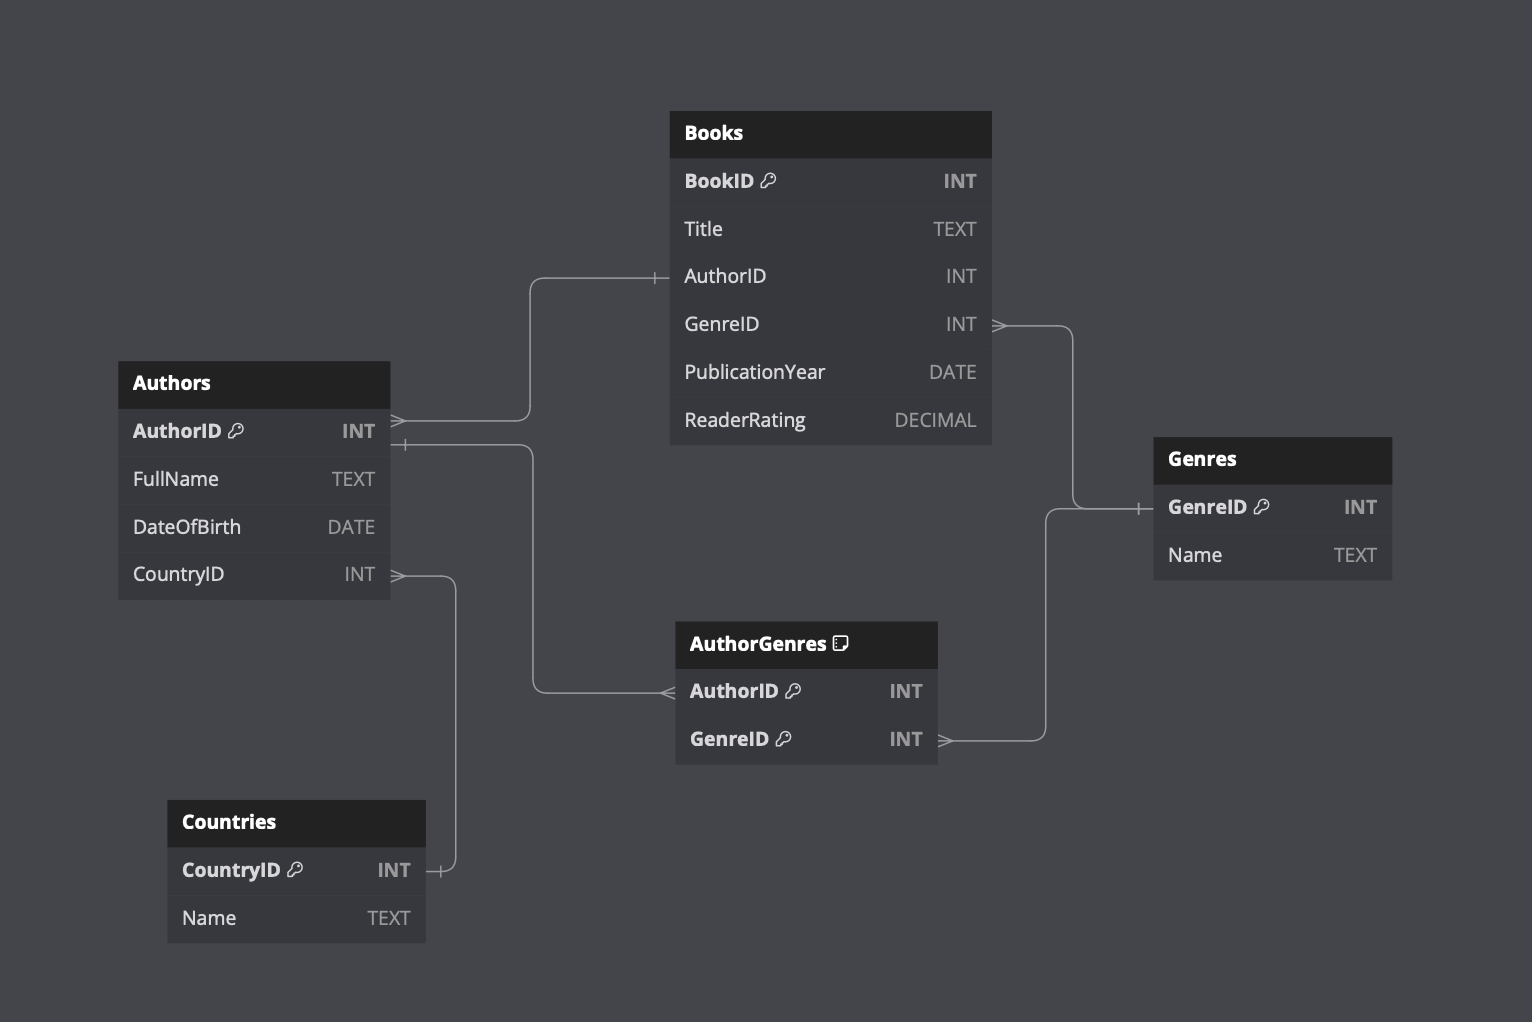 Books
BookID INT
Title TEXT
AuthorID INT
GenreID INT
PublicationYear DATE
ReaderRating DECIMAL
Authors
AuthorID INT
FullName TEXT
DateOfBirth DATE
CountryID INT
Genres
GenreID INT
Name TEXT
AuthorGenres
AuthorID INT
GenreID INT
Countries
CountryID INT
Name TEXT